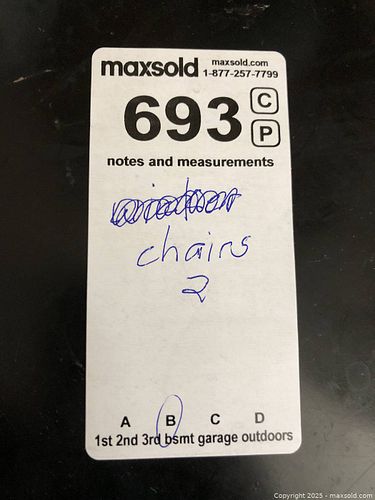 maxsold maxsold.com
1-877-257-7799
693 C
P
notes and measurements
chairs
2
A B C D
1st 2nd 3rd bsmt garage outdoors
Copyright 2025 - maxsold.com